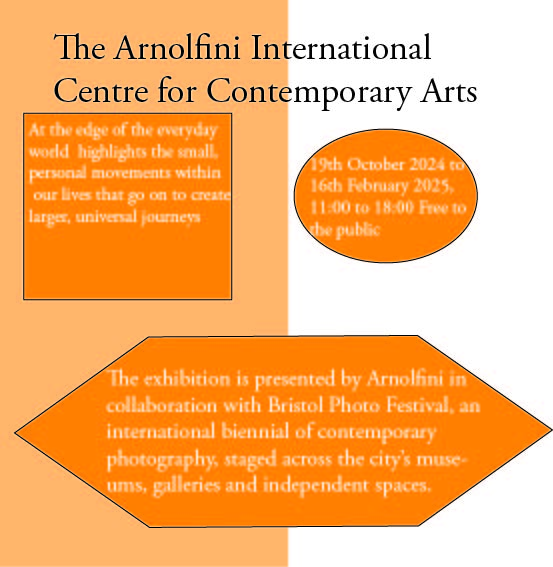 The Arnolfini International
Centre for Contemporary Arts
At the edge of the everyday
world  highlights the small,
personal movements within
our lives that go on to create
larger, universal journeys
19th October 2024 to
16th February 2025,
11:00 to 18:00 Free to
the public
The exhibition is presented by Arnolfini in
collaboration with Bristol Photo Festival, an
international biennial of contemporary
photography, staged across the city's muse-
ums, galleries and independent spaces.